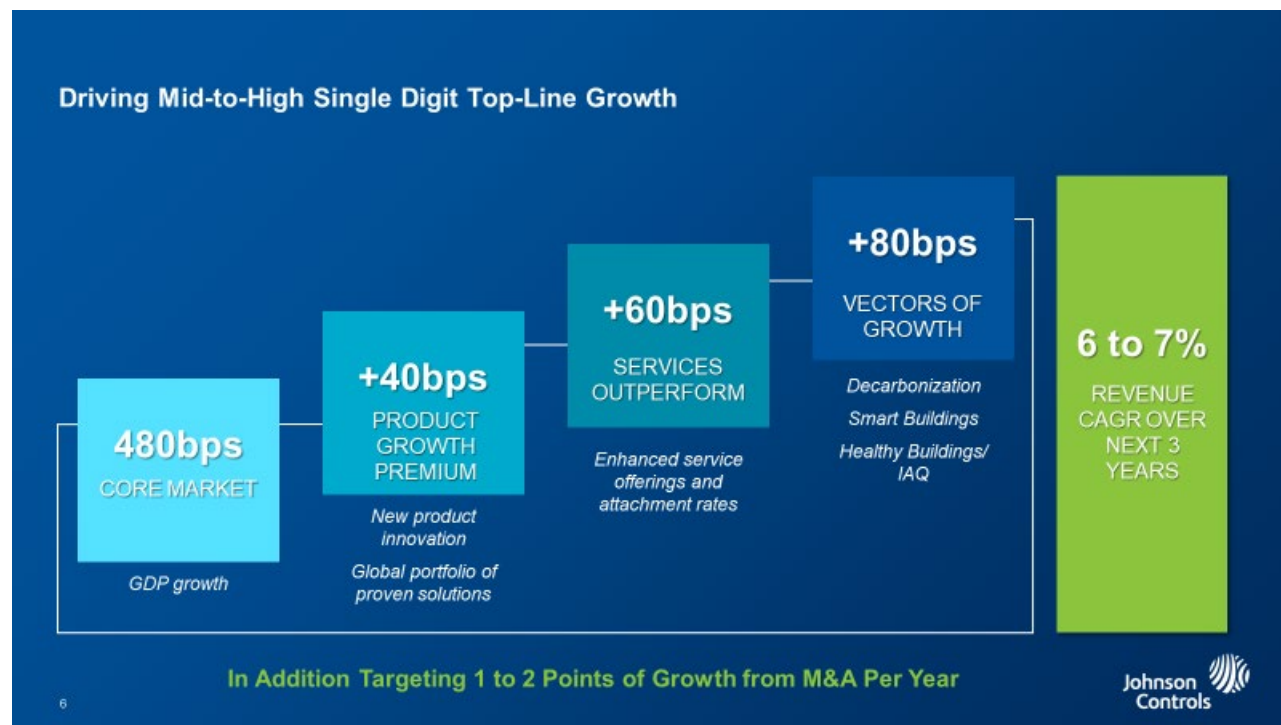 Driving Mid-to-High Single Digit Top-Line Growth
480bps
CORE MARKET
GDP growth
+40bps
PRODUCT
GROWTH
PREMIUM
New product
innovation
Global portfolio of
proven solutions
+60bps
SERVICES
OUTPERFORM
Enhanced service
offerings and
attachment rates
+80bps
VECTORS OF
GROWTH
Decarbonization
Smart Buildings
Healthy Buildings/
IAQ
6 to 7%
REVENUE
CAGR OVER
NEXT 3
YEARS
In Addition Targeting 1 to 2 Points of Growth from M&A Per Year
6
Johnson
Controls